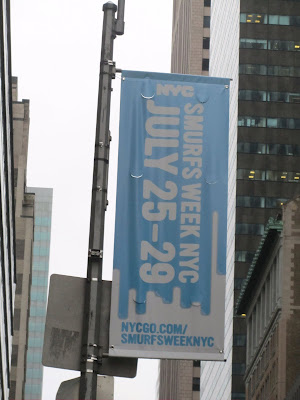 NYC
SMURFS WEEK NYC
JULY 25-29
NYCGO.COM/
SMURFSWEEKNYC